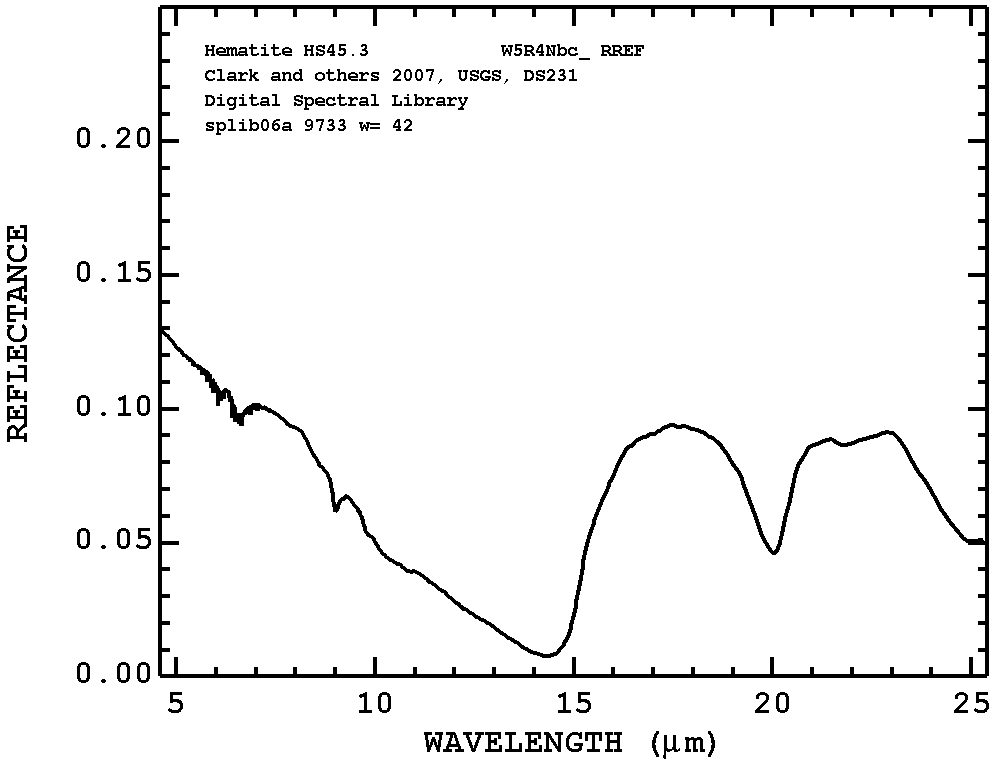 Hematite HS45.3 W5R4Nbc_ RREF
Clark and others 2007, USGS, DS231
Digital Spectral Library
splib06a 9733 w= 42
0.20
0.15
0.10
0.05
0.00
REFLECTANCE
5 10 15 20 25
WAVELENGTH (μm)